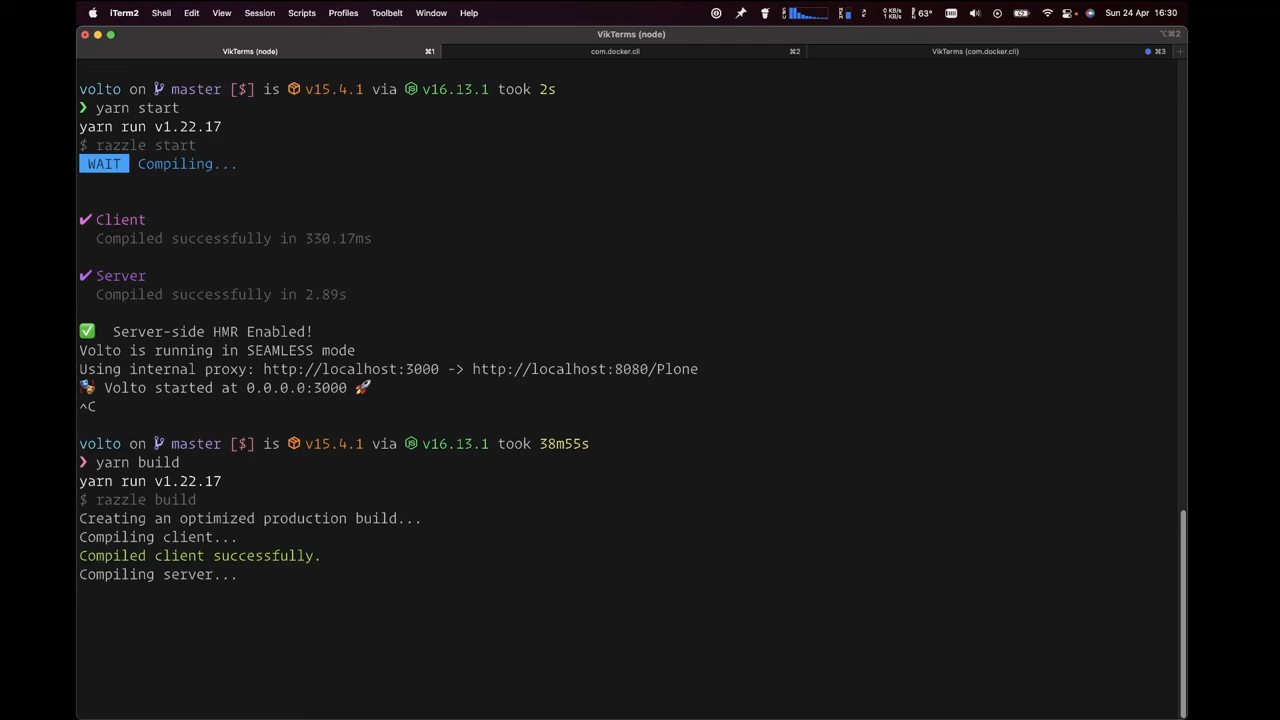 iTerm2 Shell Edit View Session Scripts Profiles Toolbelt Window Help 0 KB/s 1 KB/s 63° Sun 24 Apr 16:30
VikTerms (node) ⌥⌘2
VikTerms (node) ⌘1 com.docker.cli ⌘2 VikTerms (com.docker.cli) ⌘3
volto on master [$] is v15.4.1 via v16.13.1 took 2s
❯ yarn start
yarn run v1.22.17
$ razzle start
WAIT Compiling...
✔ Client
Compiled successfully in 330.17ms
✔ Server
Compiled successfully in 2.89s
✅ Server-side HMR Enabled!
Volto is running in SEAMLESS mode
Using internal proxy: http://localhost:3000 -> http://localhost:8080/Plone
🎭 Volto started at 0.0.0.0:3000 🚀
^C
volto on master [$] is v15.4.1 via v16.13.1 took 38m55s
❯ yarn build
yarn run v1.22.17
$ razzle build
Creating an optimized production build...
Compiling client...
Compiled client successfully.
Compiling server...